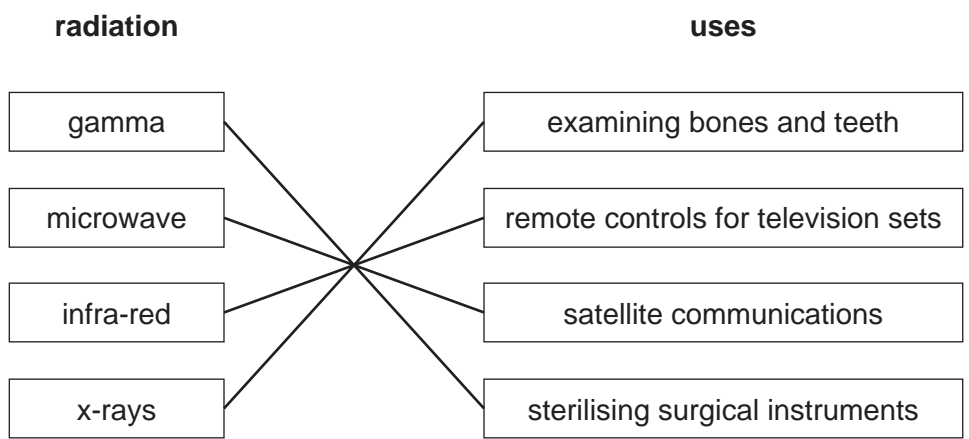 radiation uses
gamma examining bones and teeth
microwave remote controls for television sets
infra-red satellite communications
x-rays sterilising surgical instruments